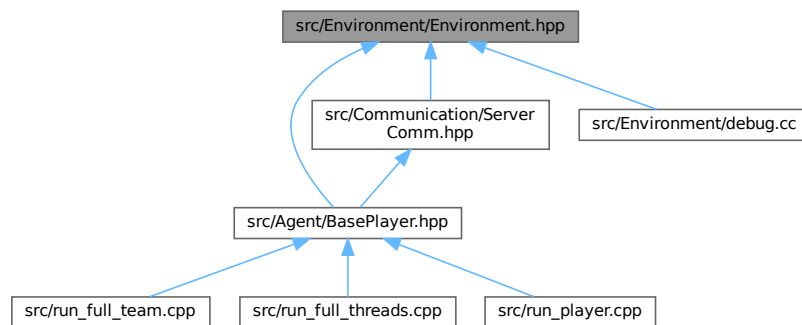 src/Environment/Environment.hpp
src/Communication/Server
Comm.hpp
src/Environment/debug.cc
src/Agent/BasePlayer.hpp
src/run_full_team.cpp
src/run_full_threads.cpp
src/run_player.cpp